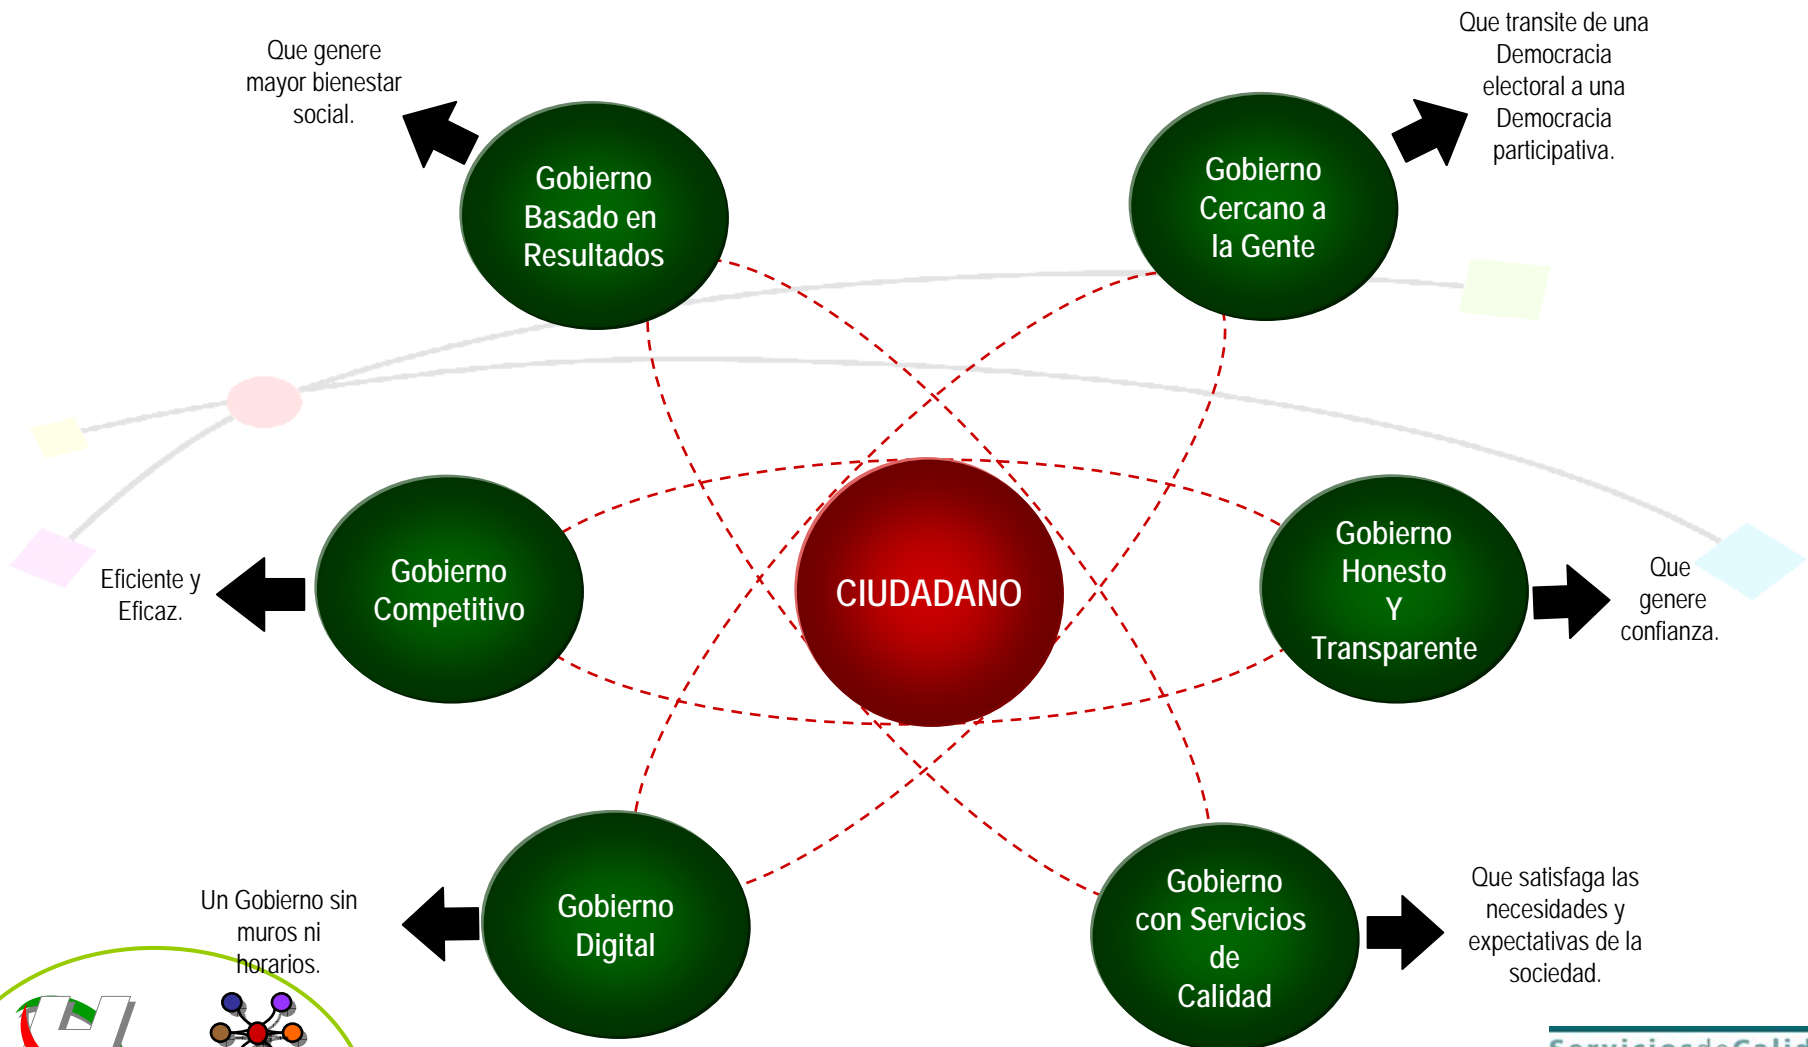 Que genere
mayor bienestar
social.
Que transite de una
Democracia
electoral a una
Democracia
participativa.
Gobierno
Basado en
Resultados
Gobierno
Cercano a
la Gente
Eficiente y
Eficaz.
Gobierno
Competitivo
CIUDADANO
Gobierno
Honesto
Y
Transparente
Que
genere
confianza.
Un Gobierno sin
muros ni
horarios.
Gobierno
Digital
Gobierno
con Servicios
de
Calidad
Que satisfaga las
necesidades y
expectativas de la
sociedad.